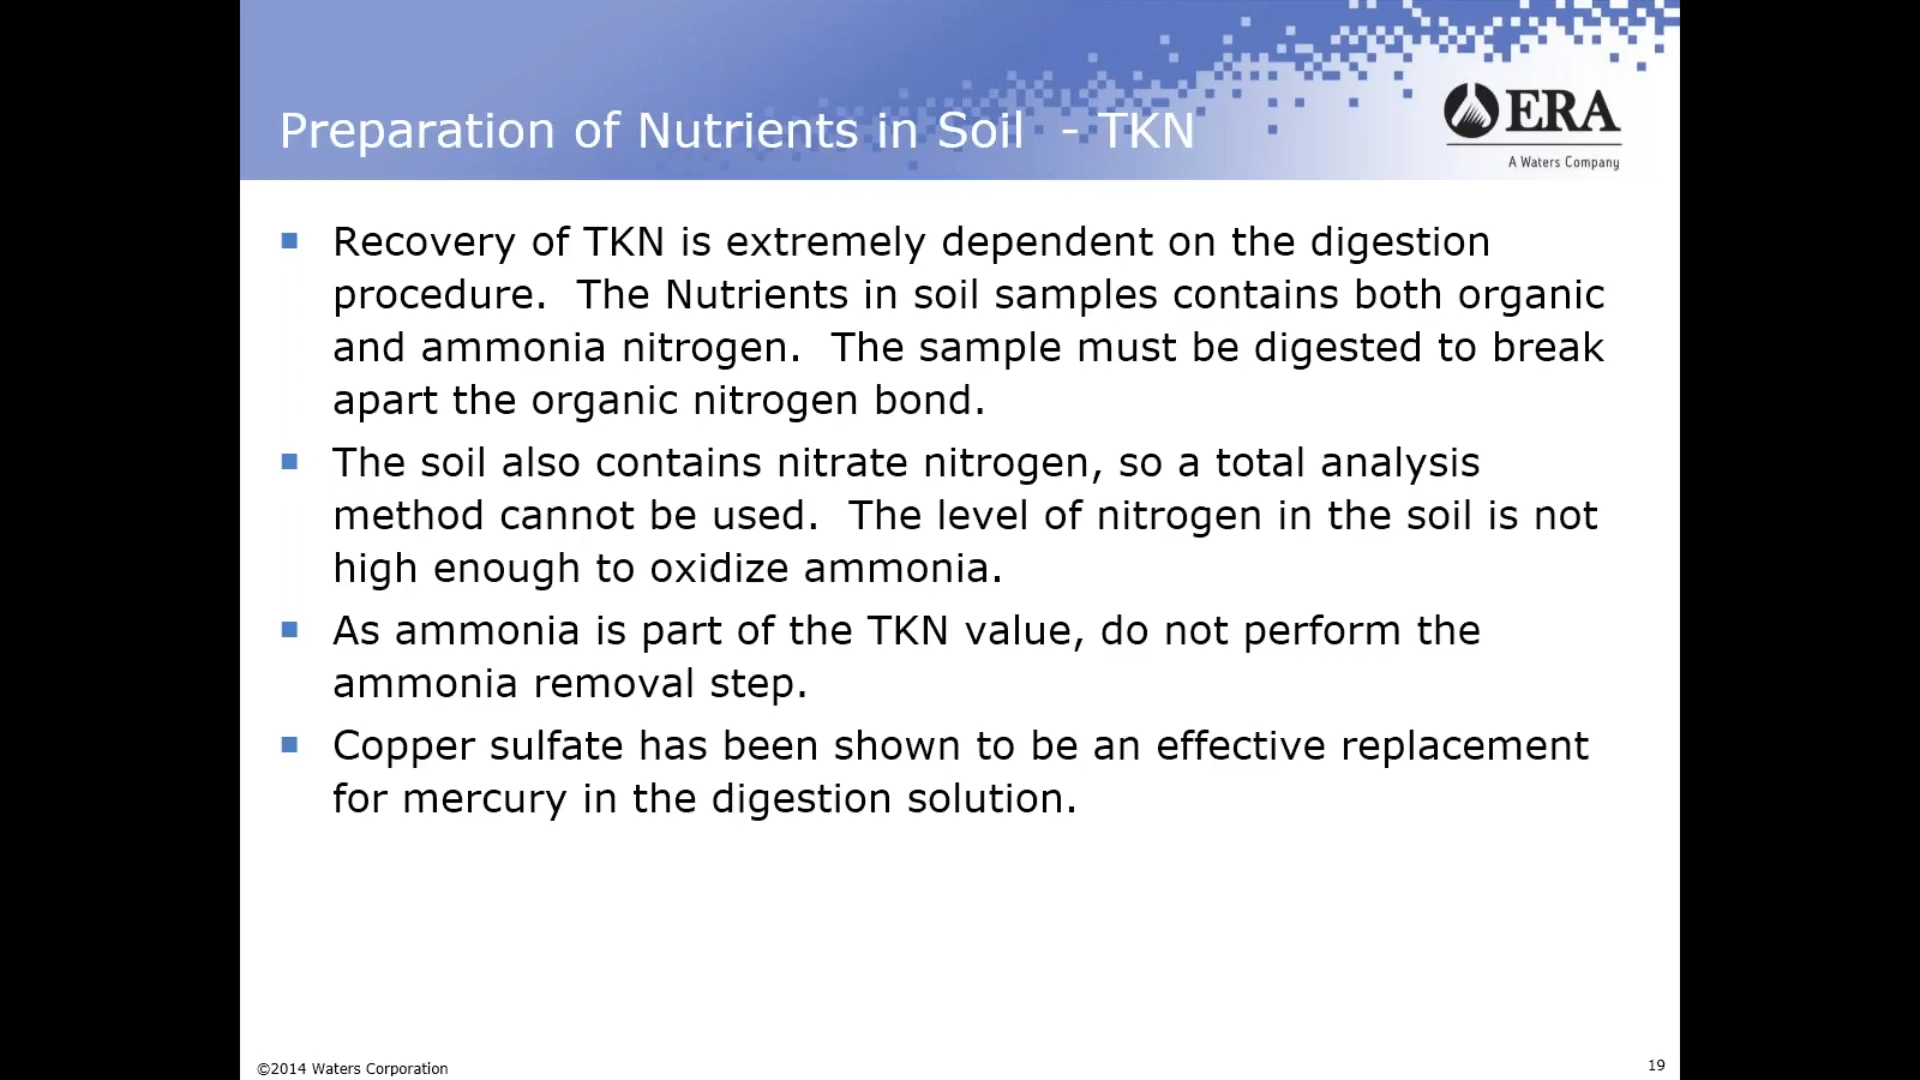 Preparation of Nutrients in Soil - TKN
ERA
A Waters Company
Recovery of TKN is extremely dependent on the digestion
procedure. The Nutrients in soil samples contains both organic
and ammonia nitrogen. The sample must be digested to break
apart the organic nitrogen bond.
The soil also contains nitrate nitrogen, so a total analysis
method cannot be used. The level of nitrogen in the soil is not
high enough to oxidize ammonia.
As ammonia is part of the TKN value, do not perform the
ammonia removal step.
Copper sulfate has been shown to be an effective replacement
for mercury in the digestion solution.
©2014 Waters Corporation
19